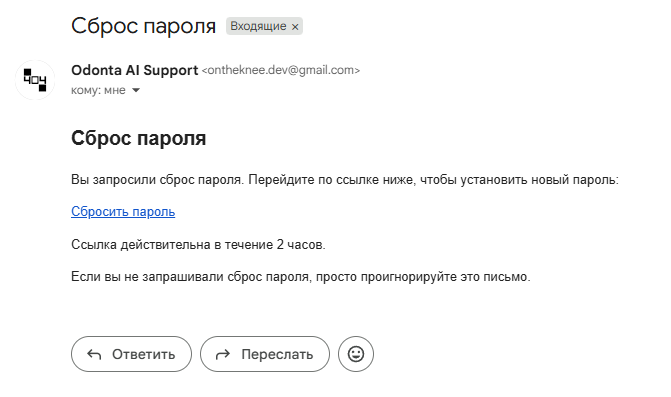 Сброс пароля Входящие ×
Odonta AI Support <ontheknee.dev@gmail.com>
404
кому: мне
Сброс пароля
Вы запросили сброс пароля. Перейдите по ссылке ниже, чтобы установить новый пароль:
Сбросить пароль
Ссылка действительна в течение 2 часов.
Если вы не запрашивали сброс пароля, просто проигнорируйте это письмо.
Ответить Переслать